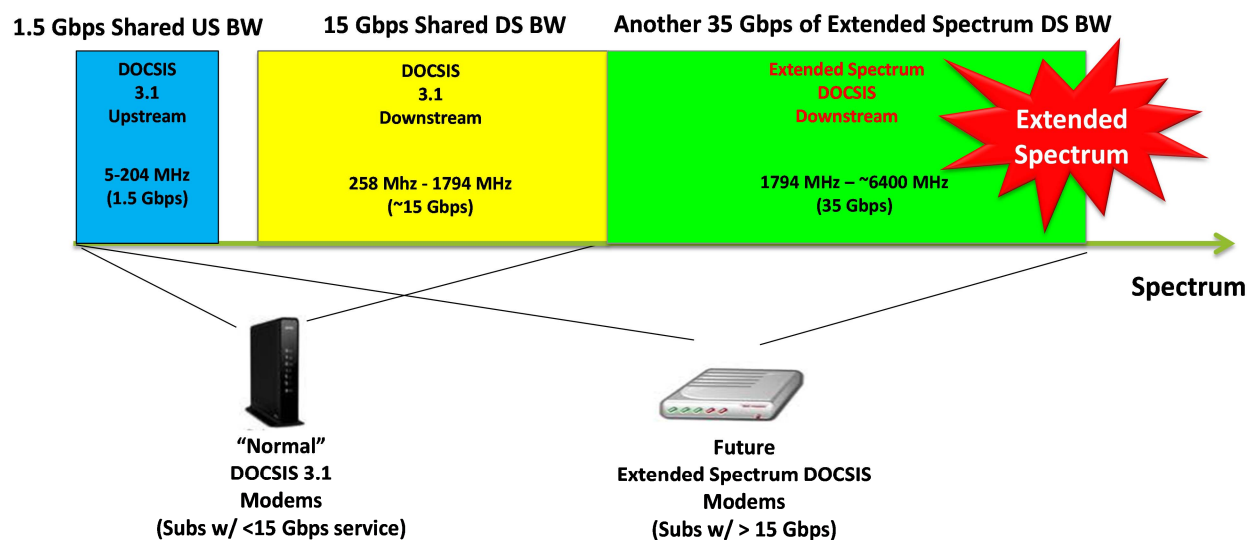 1.5 Gbps Shared US BW
15 Gbps Shared DS BW
Another 35 Gbps of Extended Spectrum DS BW
DOCSIS
3.1
Upstream
5-204 MHz
(1.5 Gbps)
DOCSIS
3.1
Downstream
258 Mhz - 1794 MHz
(~15 Gbps)
Extended Spectrum
DOCSIS
Downstream
1794 MHz – ~6400 MHz
(35 Gbps)
Extended
Spectrum
Spectrum
“Normal”
DOCSIS 3.1
Modems
(Subs w/ <15 Gbps service)
Future
Extended Spectrum DOCSIS
Modems
(Subs w/ > 15 Gbps)